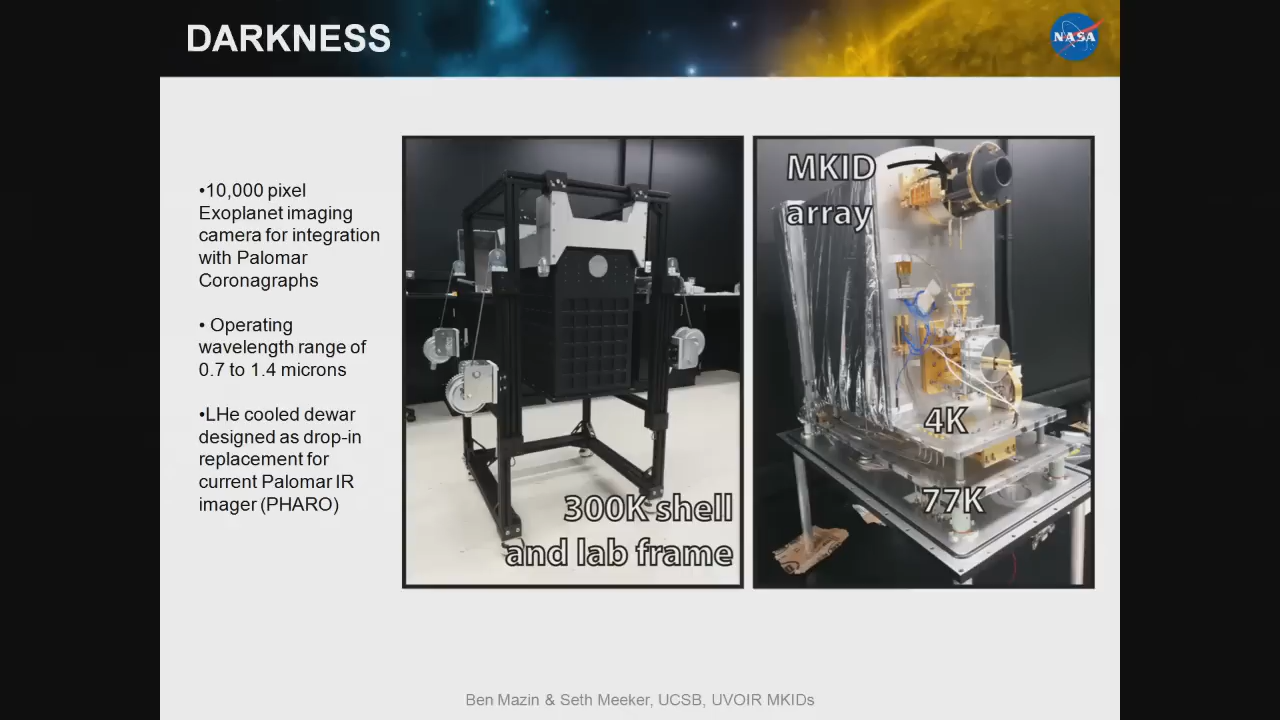 DARKNESS
NASA
•10,000 pixel
Exoplanet imaging
camera for integration
with Palomar
Coronagraphs
• Operating
wavelength range of
0.7 to 1.4 microns
•LHe cooled dewar
designed as drop-in
replacement for
current Palomar IR
imager (PHARO)
300K shell
and lab frame
MKID
array
4K
77K
Ben Mazin & Seth Meeker, UCSB, UVOIR MKIDs